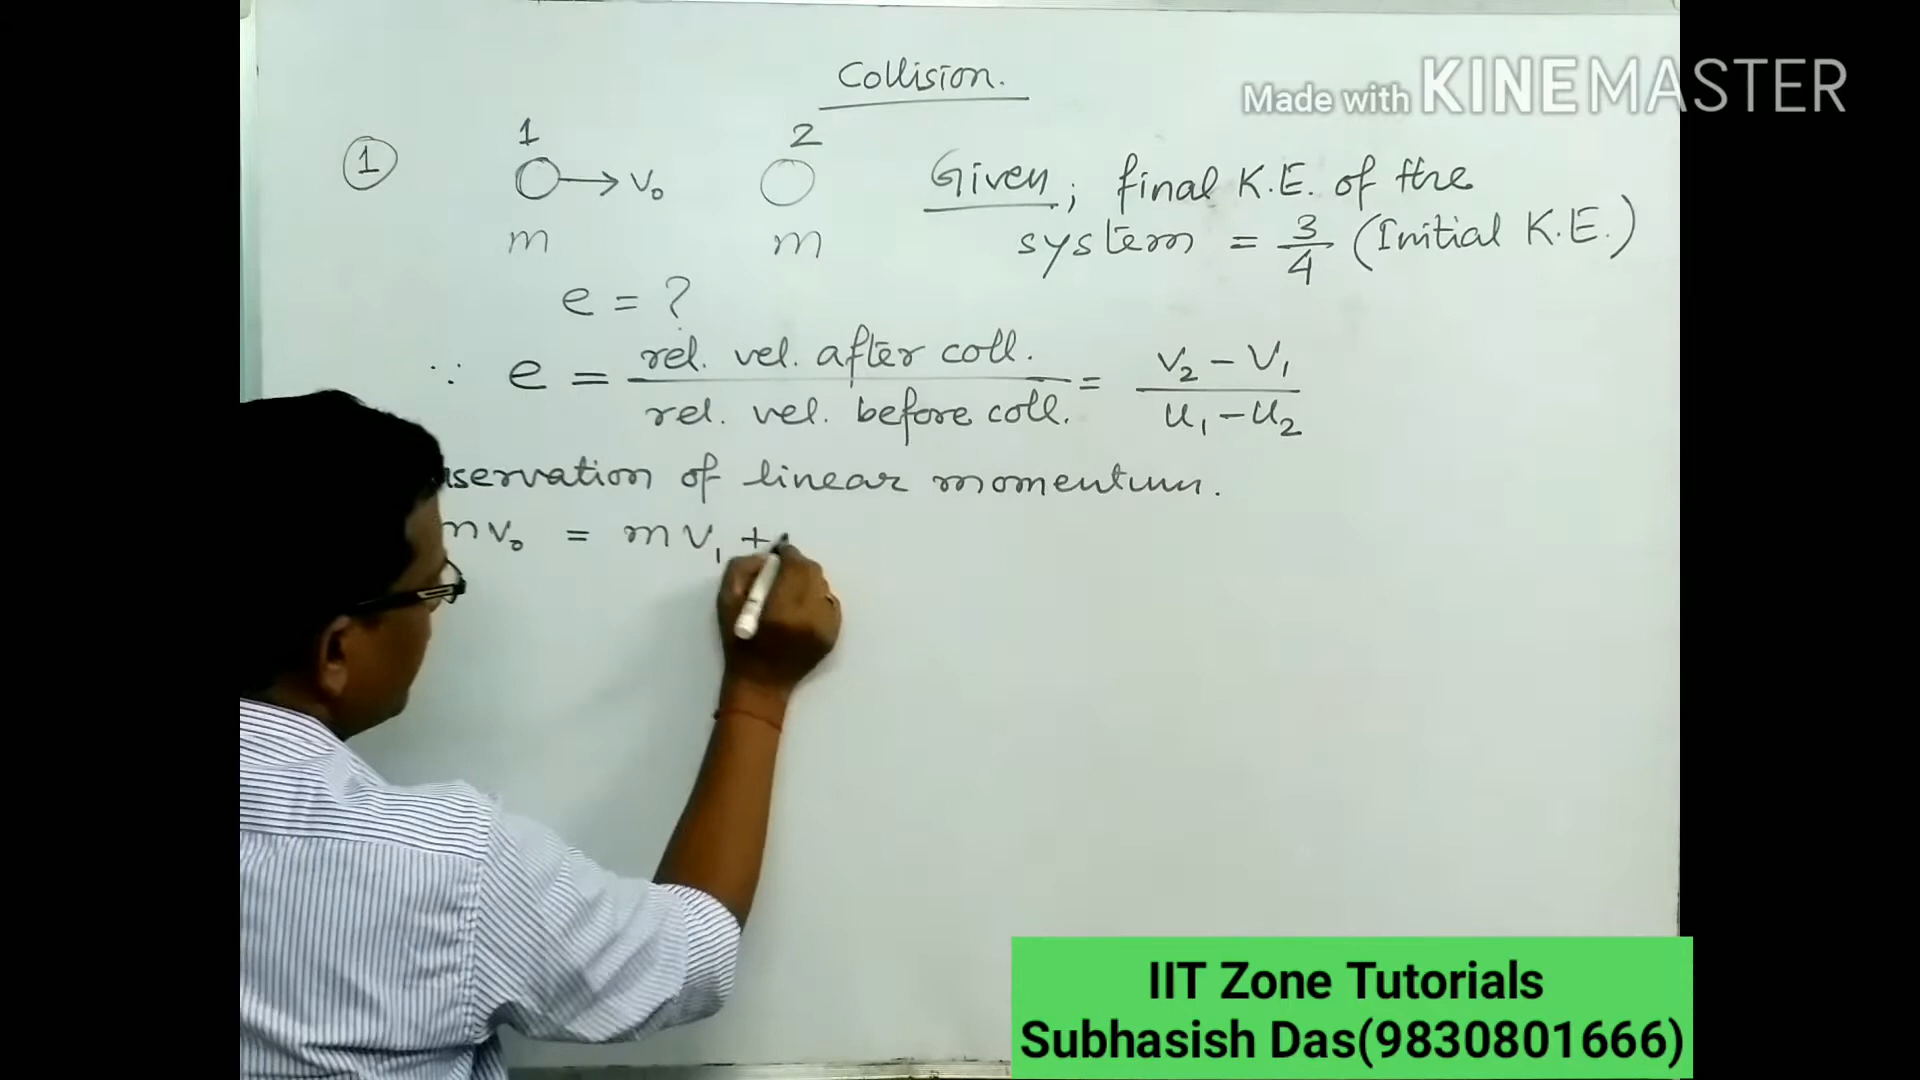 Collision.
Made with KINEMASTER
① 1 2
→ v₀
Given; final K.E. of the
m m
system = 3/4 (Initial K.E.)
e = ?
∵ e = rel. vel. after coll. / rel. vel. before coll. = v₂ - v₁ / u₁ - u₂
of linear momentum.
mv₀ = mv₁ +
IIT Zone Tutorials
Subhasish Das(9830801666)